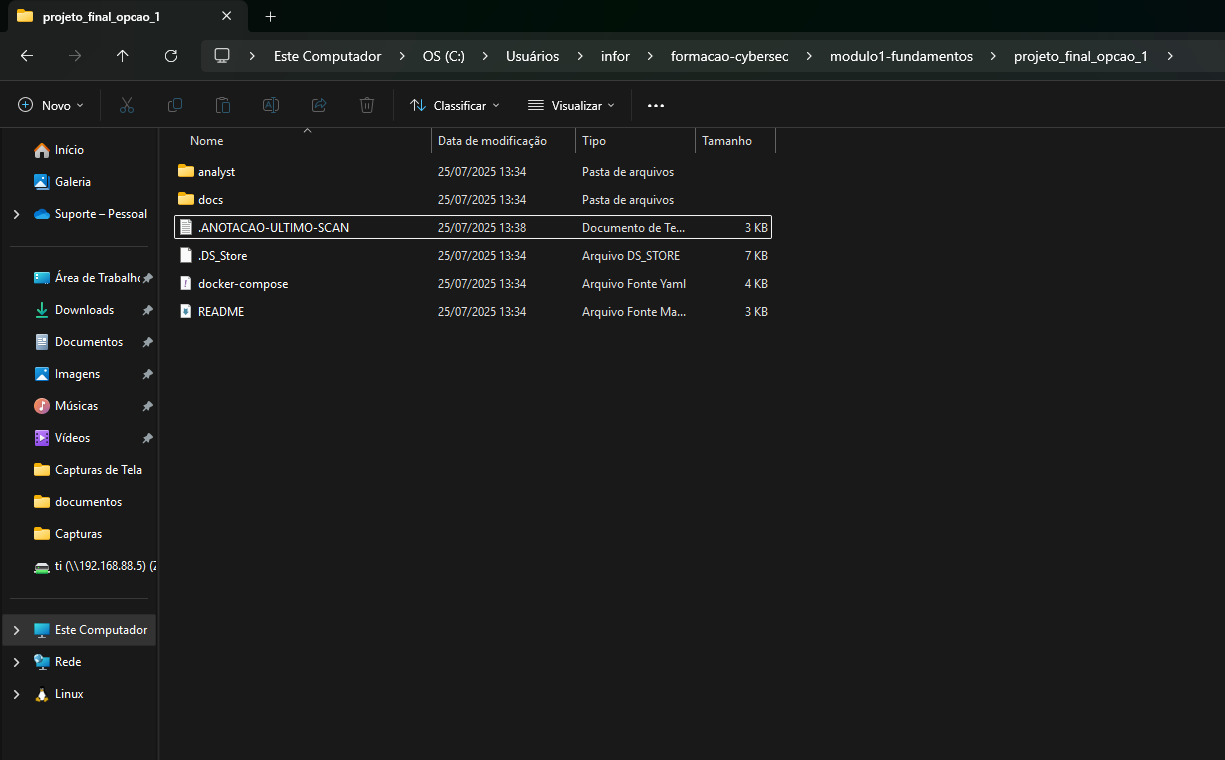 projeto_final_opcao_1
Este Computador OS (C:) Usuários infor formacao-cybersec modulo1-fundamentos projeto_final_opcao_1
Novo Classificar Visualizar
Nome Data de modificação Tipo Tamanho
Início
Galeria
Suporte – Pessoal
Área de Trabalho
Downloads
Documentos
Imagens
Músicas
Vídeos
Capturas de Tela
documentos
Capturas
ti (\\192.168.88.5) (Z
Este Computador
Rede
Linux
analyst 25/07/2025 13:34 Pasta de arquivos
docs 25/07/2025 13:34 Pasta de arquivos
.ANOTACAO-ULTIMO-SCAN 25/07/2025 13:38 Documento de Te... 3 KB
.DS_Store 25/07/2025 13:34 Arquivo DS_STORE 7 KB
docker-compose 25/07/2025 13:34 Arquivo Fonte Yaml 4 KB
README 25/07/2025 13:34 Arquivo Fonte Ma... 3 KB